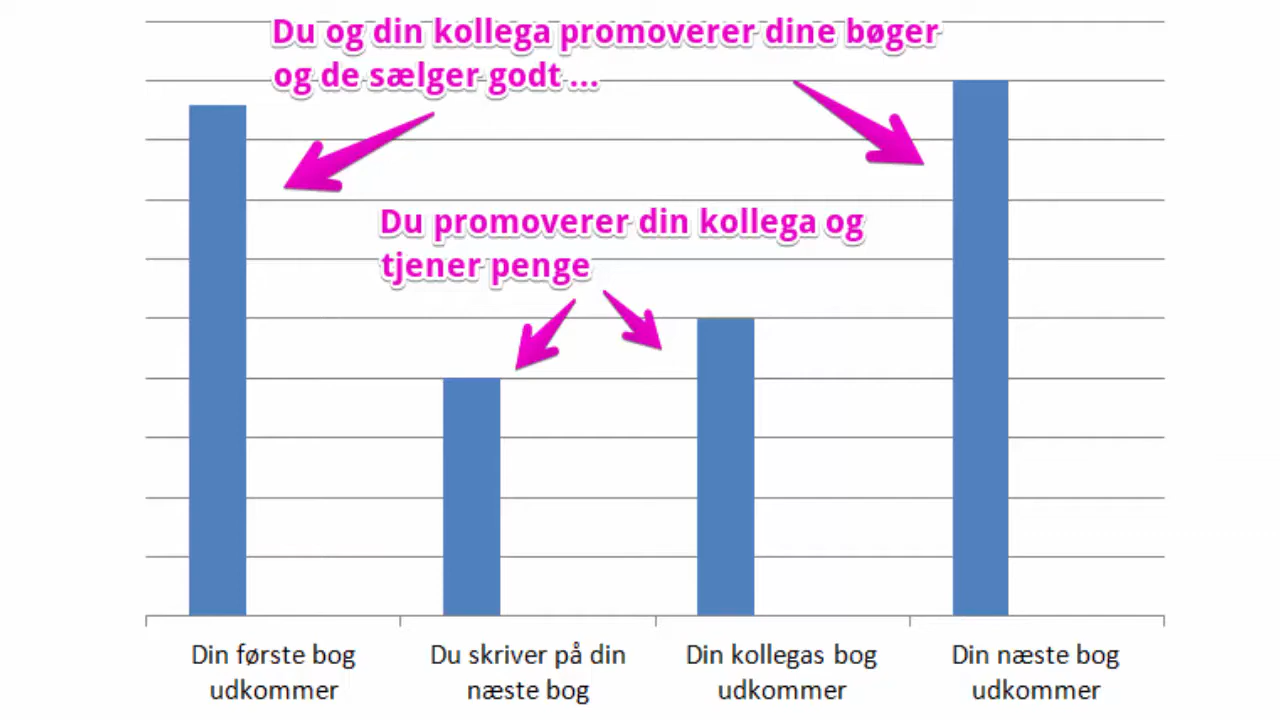 Du og din kollega promoverer dine bøger
og de sælger godt ...
Du promoverer din kollega og
tjener penge
Din første bog
udkommer
Du skriver på din
næste bog
Din kollegas bog
udkommer
Din næste bog
udkommer